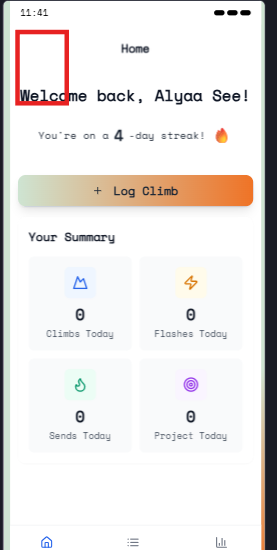 11:41
Home
Welcome back, Alyaa See!
You're on a 4 -day streak! 🔥
+ Log Climb
Your Summary
0 0
Climbs Today Flashes Today
0 0
Sends Today Project Today